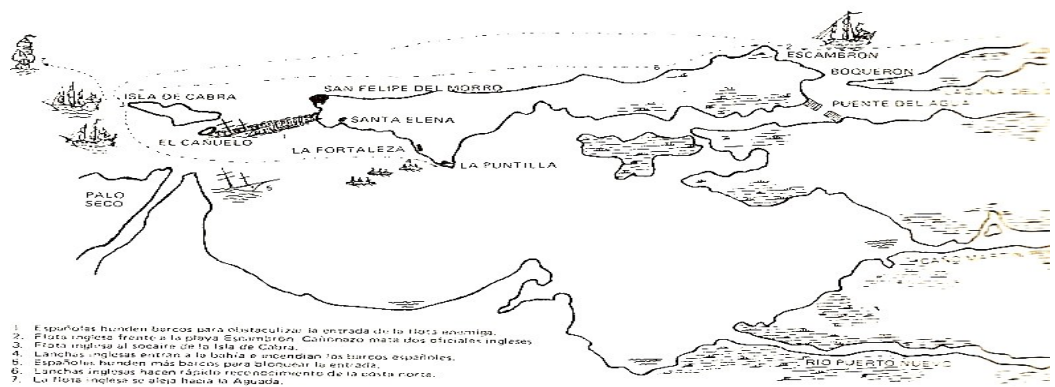 ESCAMBRON
BOQUERON
ISLA DE CABRA
SAN FELIPE DEL MORRO
PUENTE DEL AGUA
SANTA ELENA
EL CAÑUELO
LA FORTALEZA
LA PUNTILLA
PALO
SECO
CAÑO MARTIN
RIO PUERTO NUEVO
1. Españoles hunden barcos para obstaculizar la entrada de la flota enemiga.
2. Flota inglesa frente a la playa Escambrón. Cañonazo mata dos oficiales ingleses
3. Flota inglesa al socaire de la Isla de Cabra.
4. Lanchas inglesas entran a la bahía e incendian los barcos españoles.
5. Españoles hunden más barcos para bloquear la entrada.
6. Lanchas inglesas hacen rápido reconocimiento de la costa norte.
7. La flota inglesa se aleja hacia la Aguada.